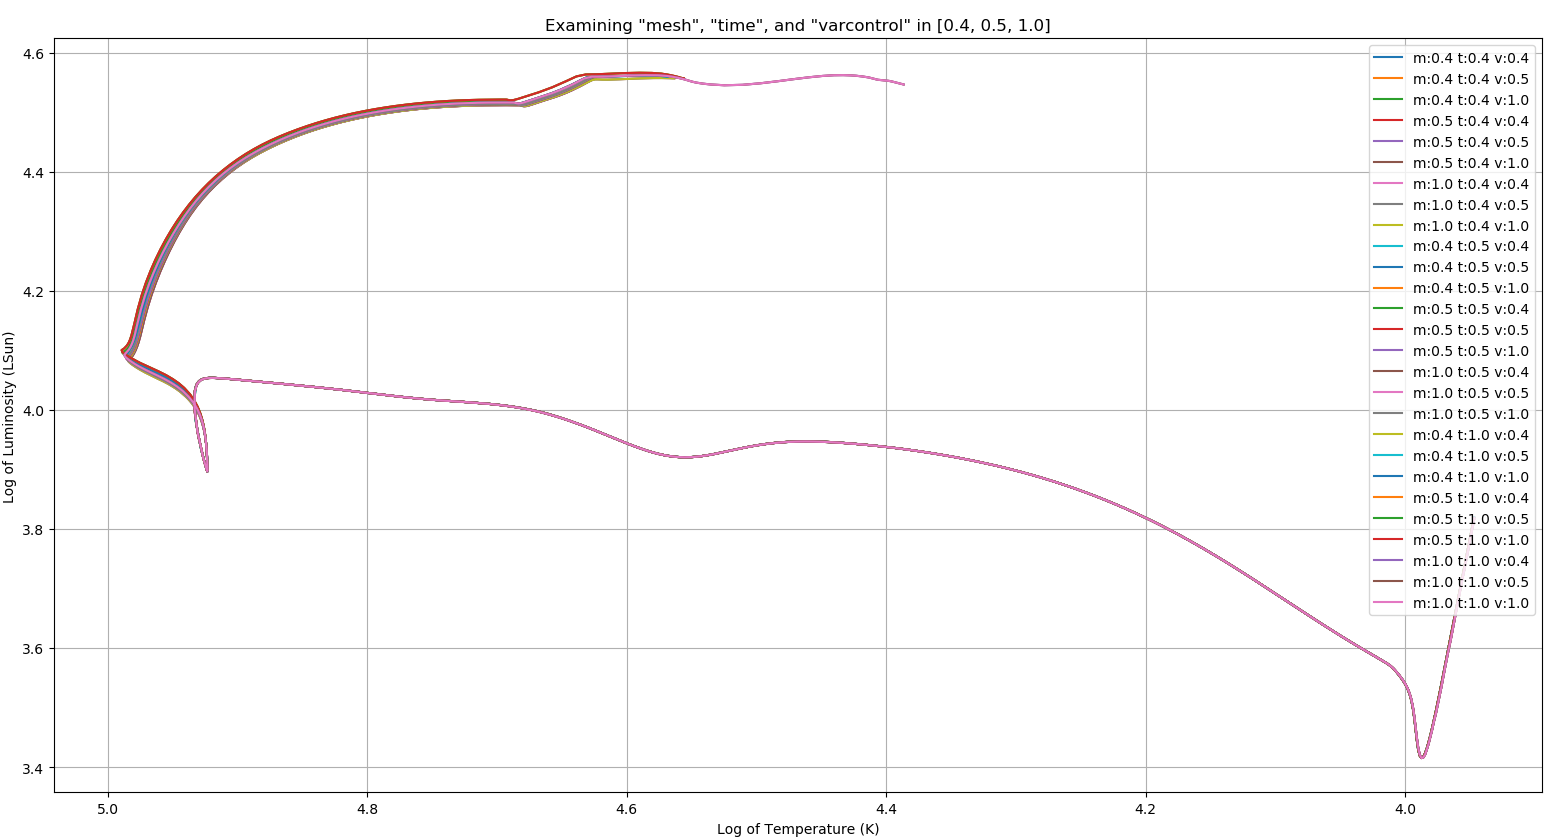 Examining "mesh", "time", and "varcontrol" in [0.4, 0.5, 1.0]
4.6
4.4
4.2
4.0
3.8
3.6
3.4
Log of Luminosity (LSun)
m:0.4 t:0.4 v:0.4
m:0.4 t:0.4 v:0.5
m:0.4 t:0.4 v:1.0
m:0.5 t:0.4 v:0.4
m:0.5 t:0.4 v:0.5
m:0.5 t:0.4 v:1.0
m:1.0 t:0.4 v:0.4
m:1.0 t:0.4 v:0.5
m:1.0 t:0.4 v:1.0
m:0.4 t:0.5 v:0.4
m:0.4 t:0.5 v:0.5
m:0.4 t:0.5 v:1.0
m:0.5 t:0.5 v:0.4
m:0.5 t:0.5 v:0.5
m:0.5 t:0.5 v:1.0
m:1.0 t:0.5 v:0.4
m:1.0 t:0.5 v:0.5
m:1.0 t:0.5 v:1.0
m:0.4 t:1.0 v:0.4
m:0.4 t:1.0 v:0.5
m:0.4 t:1.0 v:1.0
m:0.5 t:1.0 v:0.4
m:0.5 t:1.0 v:0.5
m:0.5 t:1.0 v:1.0
m:1.0 t:1.0 v:0.4
m:1.0 t:1.0 v:0.5
m:1.0 t:1.0 v:1.0
5.0 4.8 4.6 4.4 4.2 4.0
Log of Temperature (K)